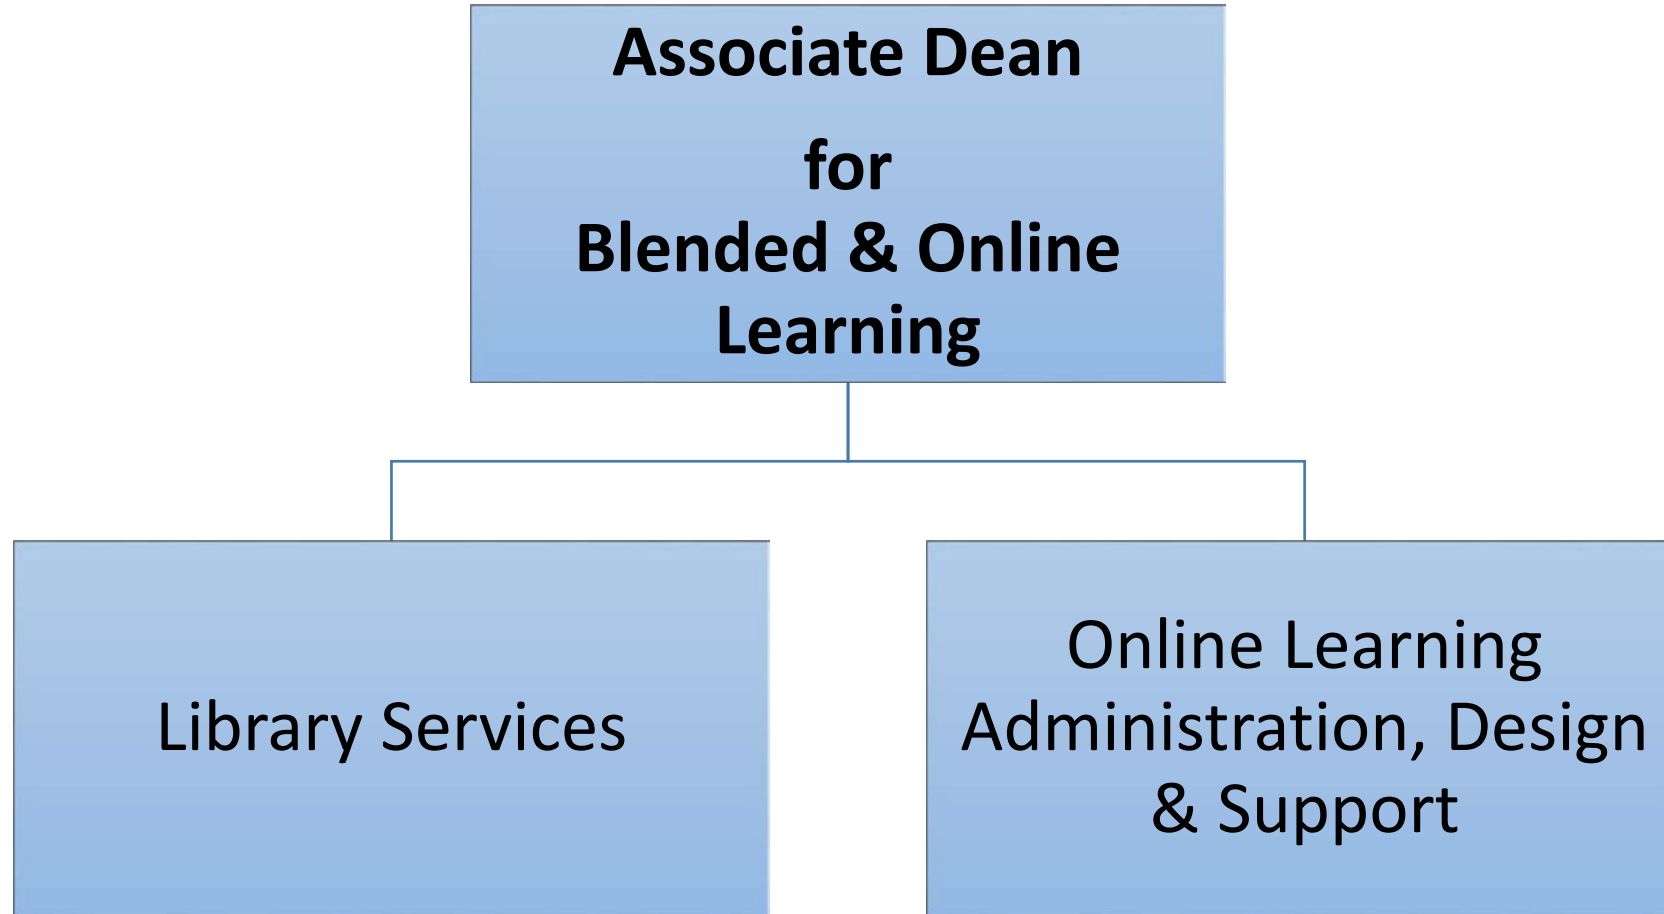 Associate Dean
for
Blended & Online
Learning
Library Services
Online Learning
Administration, Design
& Support